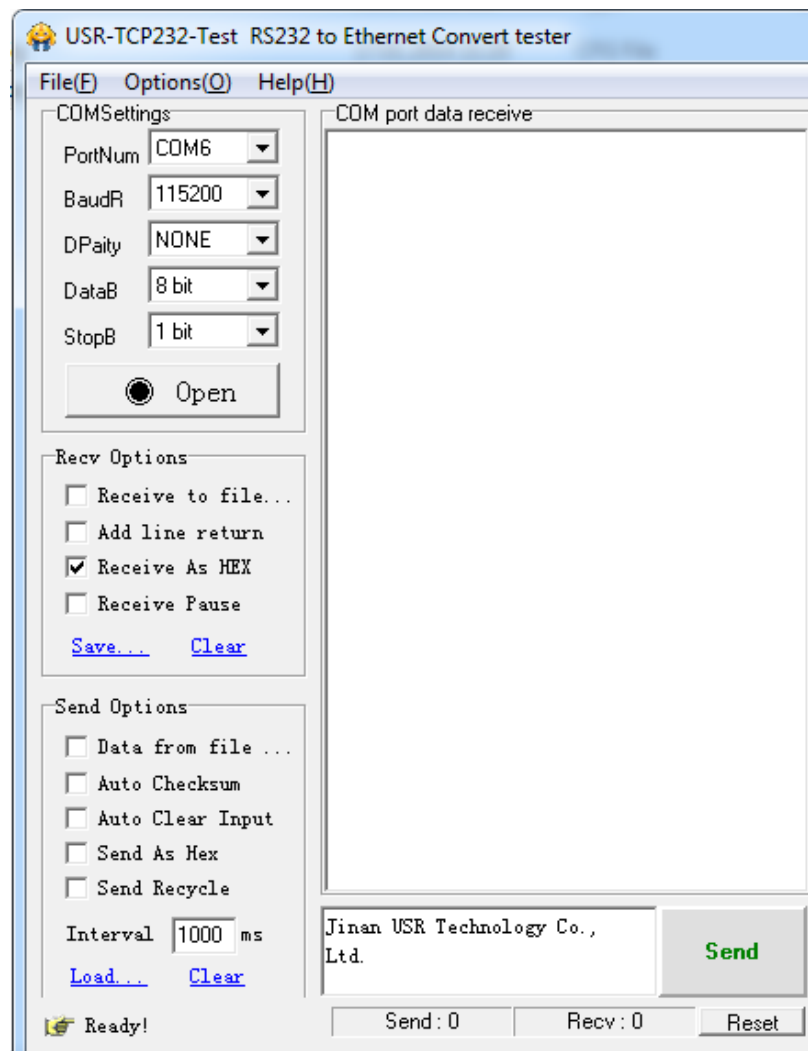 USR-TCP232-Test RS232 to Ethernet Convert tester
File(F) Options(O) Help(H)
COMSettings
PortNum COM6
BaudR 115200
DPaity NONE
DataB 8 bit
StopB 1 bit
Open
Recv Options
Receive to file...
Add line return
Receive As HEX
Receive Pause
Save... Clear
Send Options
Data from file ...
Auto Checksum
Auto Clear Input
Send As Hex
Send Recycle
Interval 1000 ms
Load... Clear
Ready!
COM port data receive
Jinan USR Technology Co.,
Ltd.
Send
Send : 0 Recv : 0 Reset